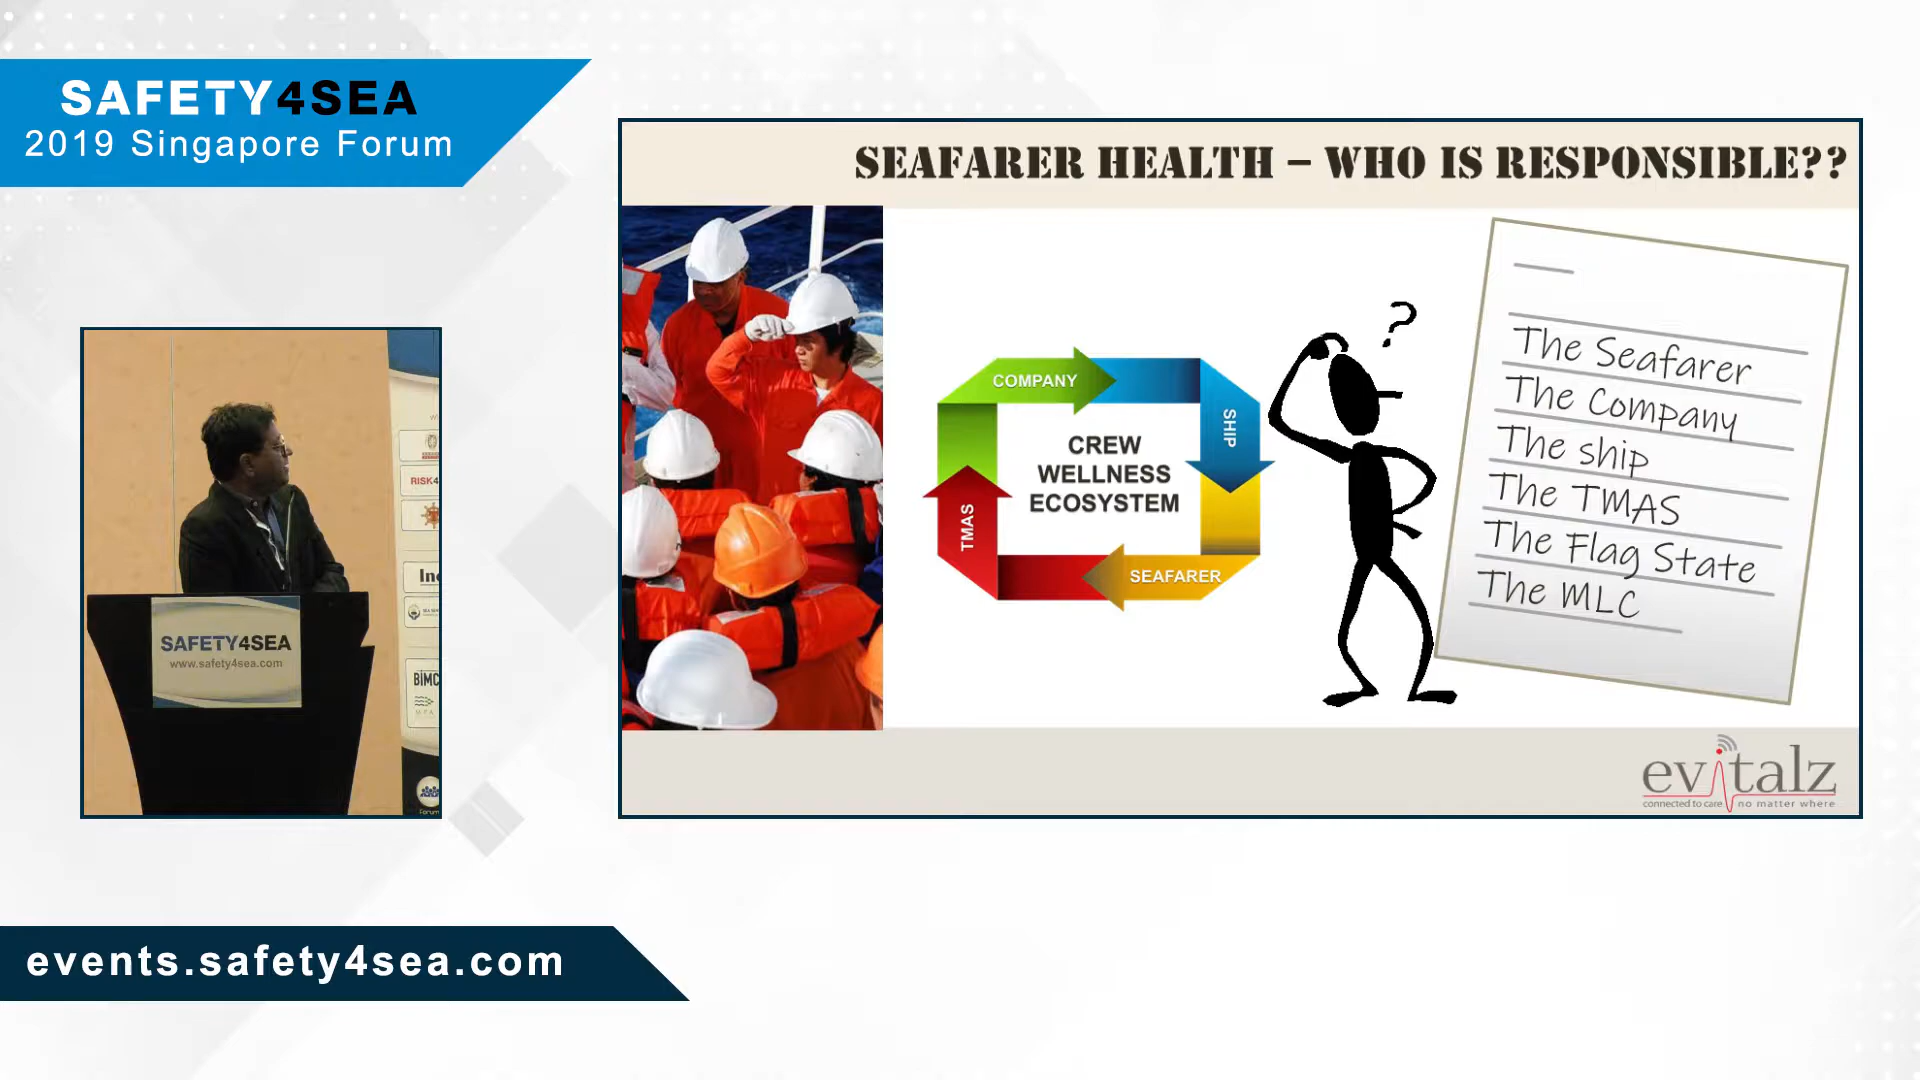 SAFETY4SEA
2019 Singapore Forum
SEAFARER HEALTH – WHO IS RESPONSIBLE??
COMPANY
SHIP
SEAFARER
TMAS
CREW
WELLNESS
ECOSYSTEM
?
The Seafarer
The Company
The ship
The TMAS
The Flag State
The MLC
evitalz
connected to care no matter where
RISK4
SAFETY4SEA
www.safety4sea.com
BIMC
events.safety4sea.com